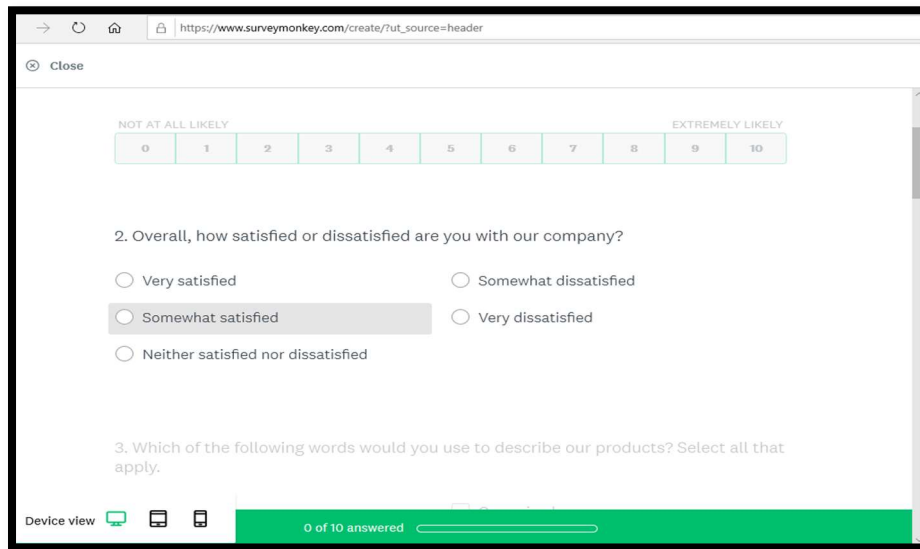 https://www.surveymonkey.com/create/?ut_source=header
Close
NOT AT ALL LIKELY EXTREMELY LIKELY
0 1 2 3 4 5 6 7 8 9 10
2. Overall, how satisfied or dissatisfied are you with our company?
Very satisfied Somewhat dissatisfied
Somewhat satisfied Very dissatisfied
Neither satisfied nor dissatisfied
3. Which of the following words would you use to describe our products? Select all that
apply.
Device view 0 of 10 answered